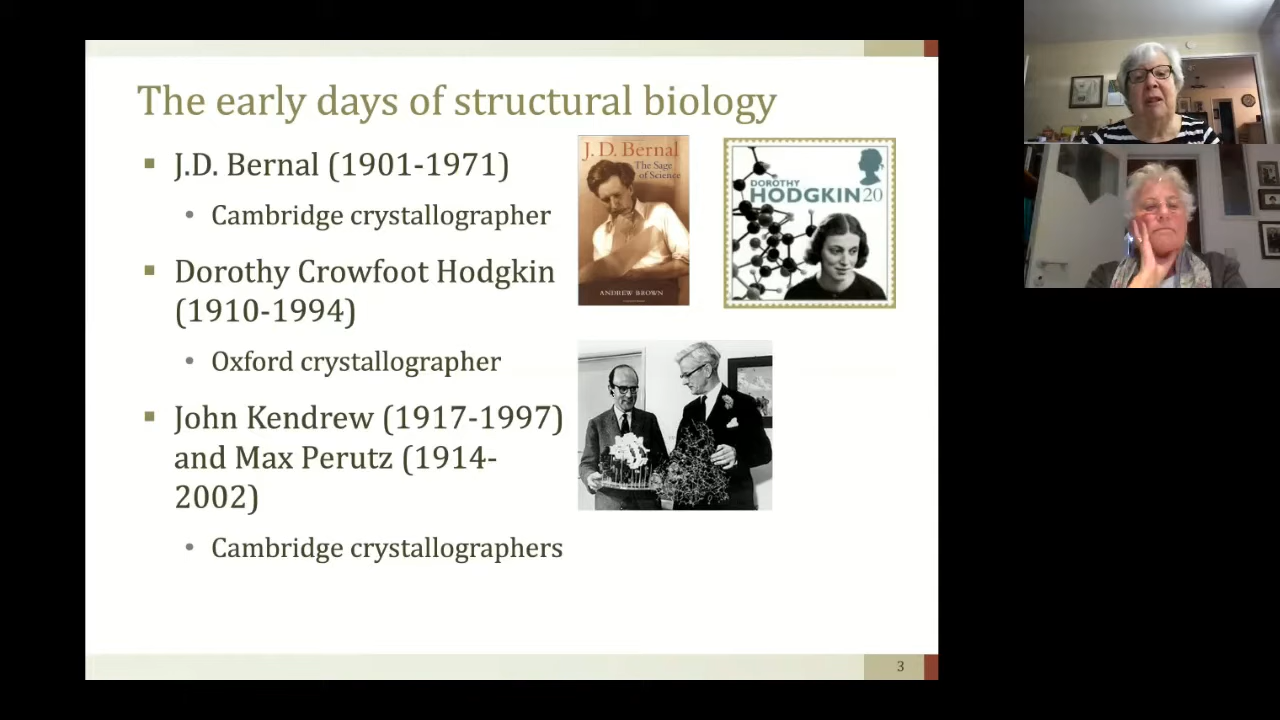 The early days of structural biology
J.D. Bernal (1901-1971)
Cambridge crystallographer
Dorothy Crowfoot Hodgkin
(1910-1994)
Oxford crystallographer
John Kendrew (1917-1997)
and Max Perutz (1914-
2002)
Cambridge crystallographers
J. D. Bernal
The Sage
of Science
ANDREW BROWN
DOROTHY
HODGKIN 20
3